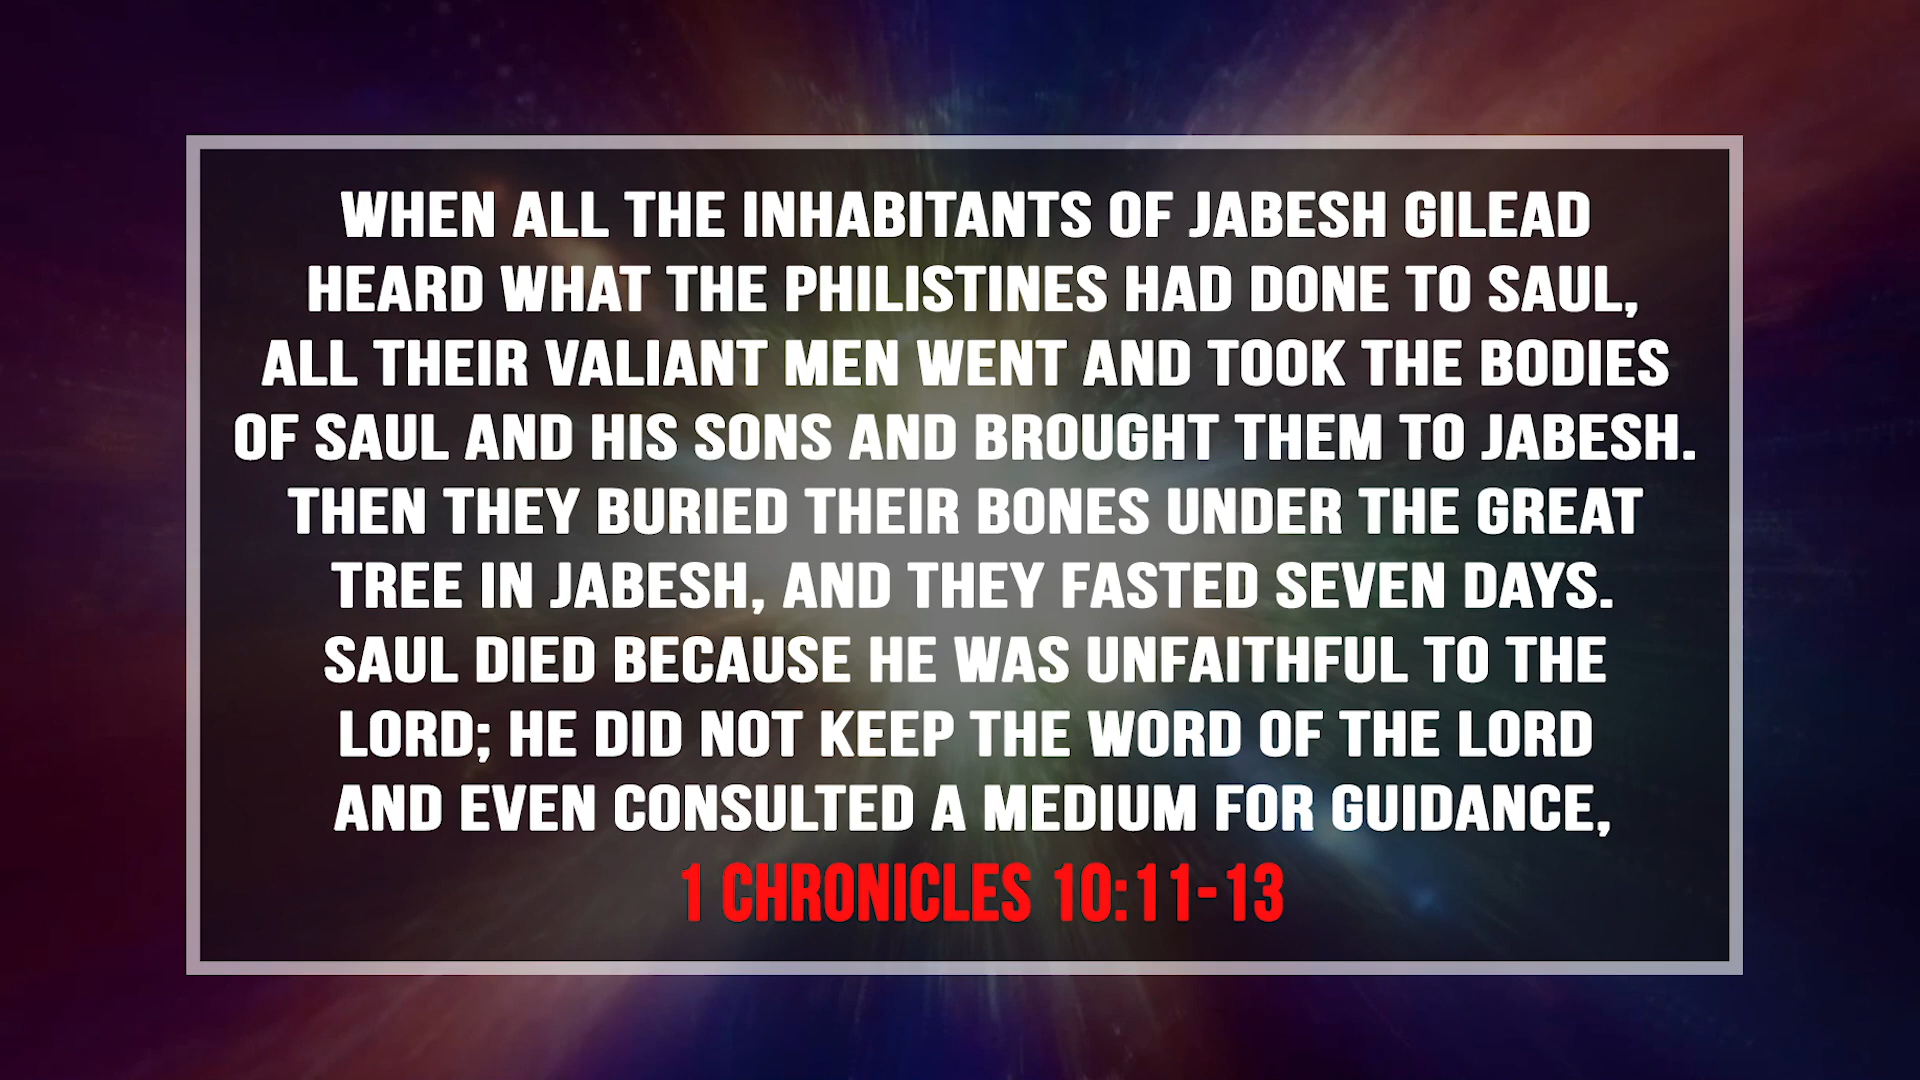 WHEN ALL THE INHABITANTS OF JABESH GILEAD
HEARD WHAT THE PHILISTINES HAD DONE TO SAUL,
ALL THEIR VALIANT MEN WENT AND TOOK THE BODIES
OF SAUL AND HIS SONS AND BROUGHT THEM TO JABESH.
THEN THEY BURIED THEIR BONES UNDER THE GREAT
TREE IN JABESH, AND THEY FASTED SEVEN DAYS.
SAUL DIED BECAUSE HE WAS UNFAITHFUL TO THE
LORD; HE DID NOT KEEP THE WORD OF THE LORD
AND EVEN CONSULTED A MEDIUM FOR GUIDANCE,
1 CHRONICLES 10:11-13